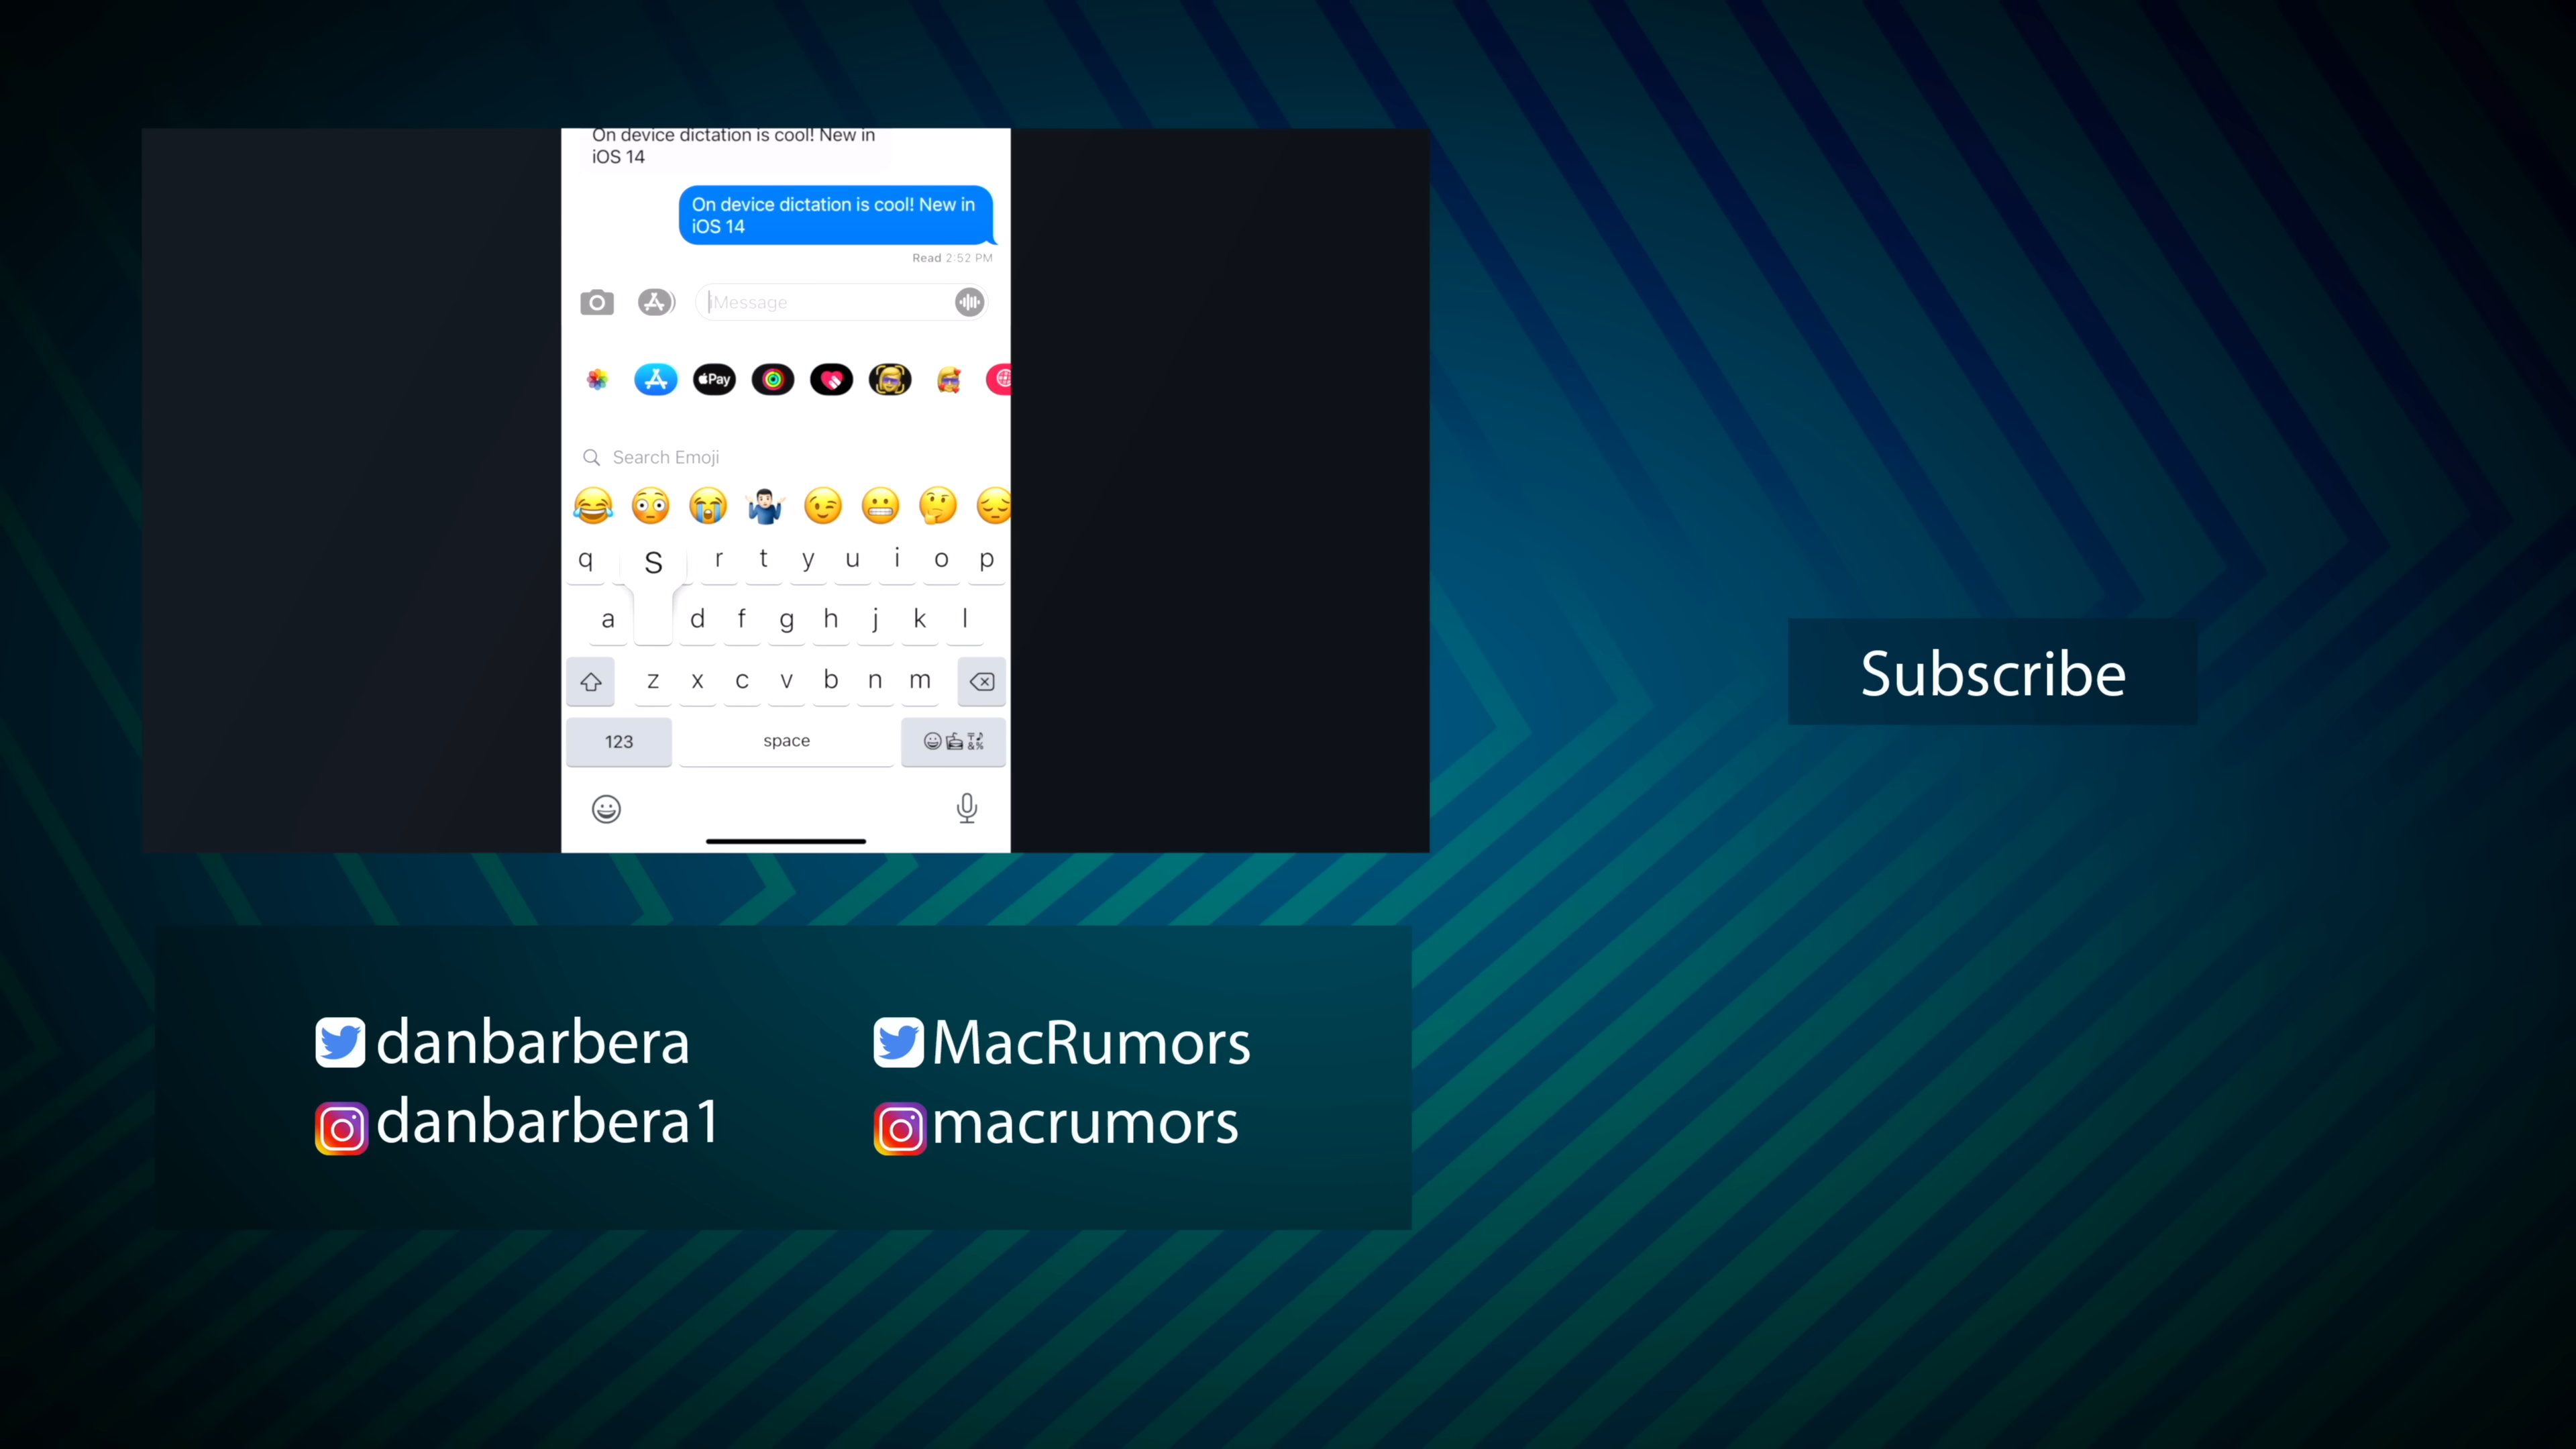 On device dictation is cool! New in
iOS 14
On device dictation is cool! New in
iOS 14
Read 2:52 PM
iMessage
Pay
Search Emoji
q S r t y u i o p
a d f g h j k l
z x c v b n m
123 space
Subscribe
danbarbera
danbarbera1
MacRumors
macrumors